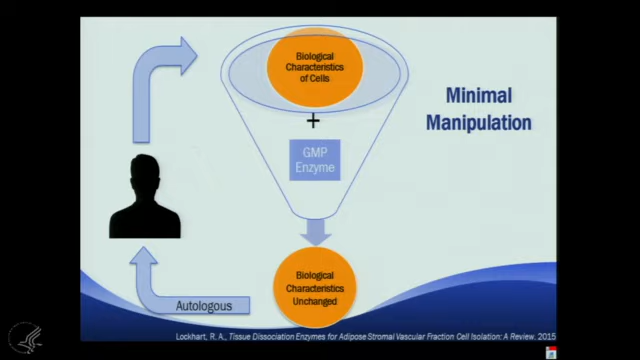 Biological
Characteristics
of Cells
+
GMP
Enzyme
Minimal
Manipulation
Biological
Characteristics
Unchanged
Autologous
Lockhart, R.A., Tissue Dissociation Enzymes for Adipose Stromal Vascular Fraction Cell Isolation: A Review. 2015